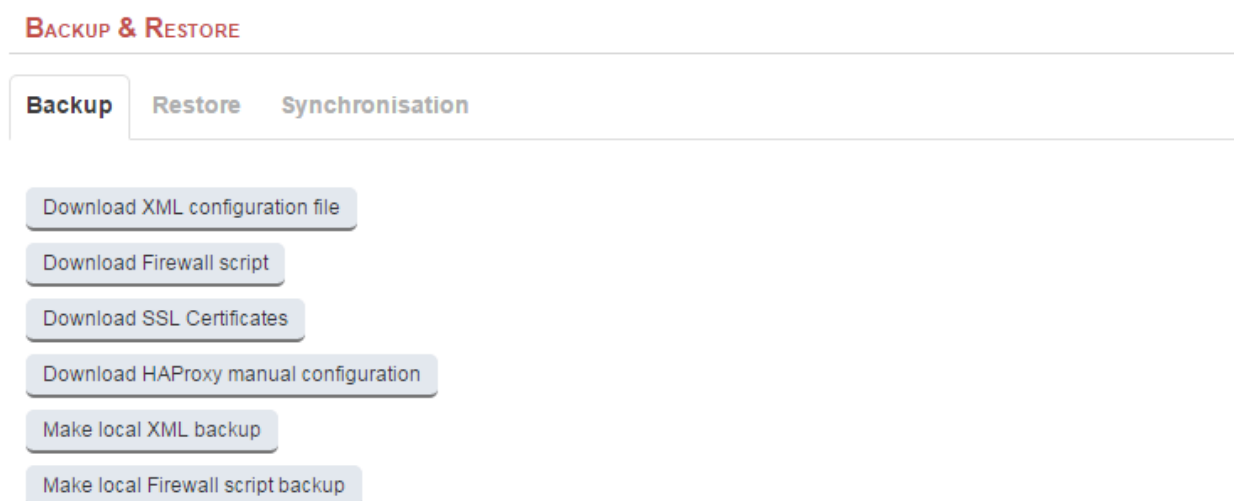 Backup & Restore
Backup Restore Synchronisation
Download XML configuration file
Download Firewall script
Download SSL Certificates
Download HAProxy manual configuration
Make local XML backup
Make local Firewall script backup